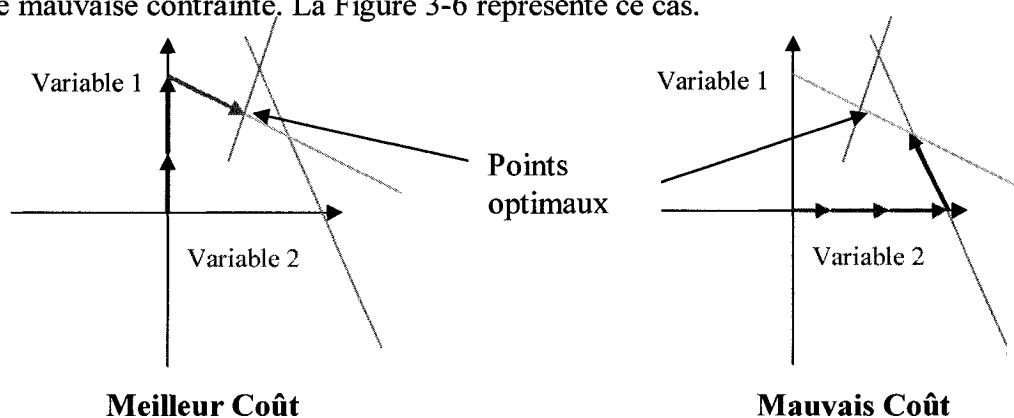 e mauvaise contrainte. La Figure 3-6 représente ce cas.
Variable 1
Variable 2
Meilleur Coût
Points
optimaux
Variable 1
Variable 2
Mauvais Coût